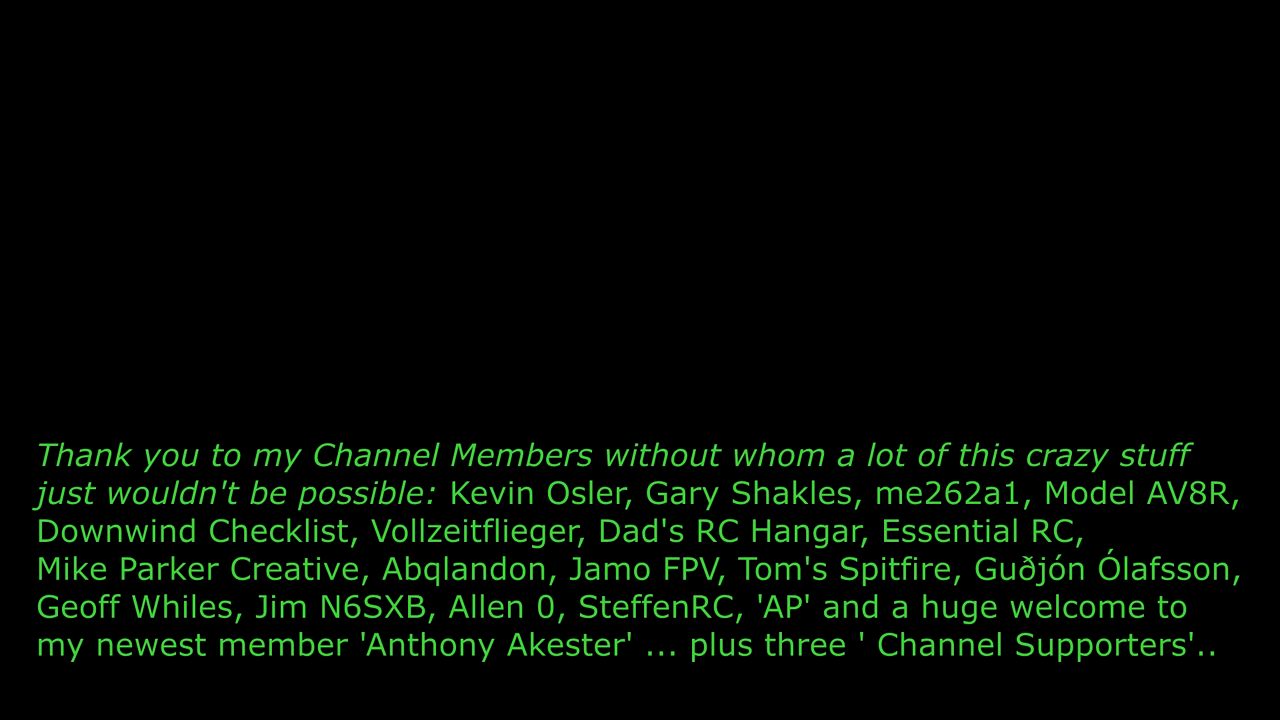 Thank you to my Channel Members without whom a lot of this crazy stuff
just wouldn't be possible: Kevin Osler, Gary Shakles, me262a1, Model AV8R,
Downwind Checklist, Vollzeitflieger, Dad's RC Hangar, Essential RC,
Mike Parker Creative, Abqlandon, Jamo FPV, Tom's Spitfire, Guðjón Ólafsson,
Geoff Whiles, Jim N6SXB, Allen 0, SteffenRC, 'AP' and a huge welcome to
my newest member 'Anthony Akester' ... plus three ' Channel Supporters'..